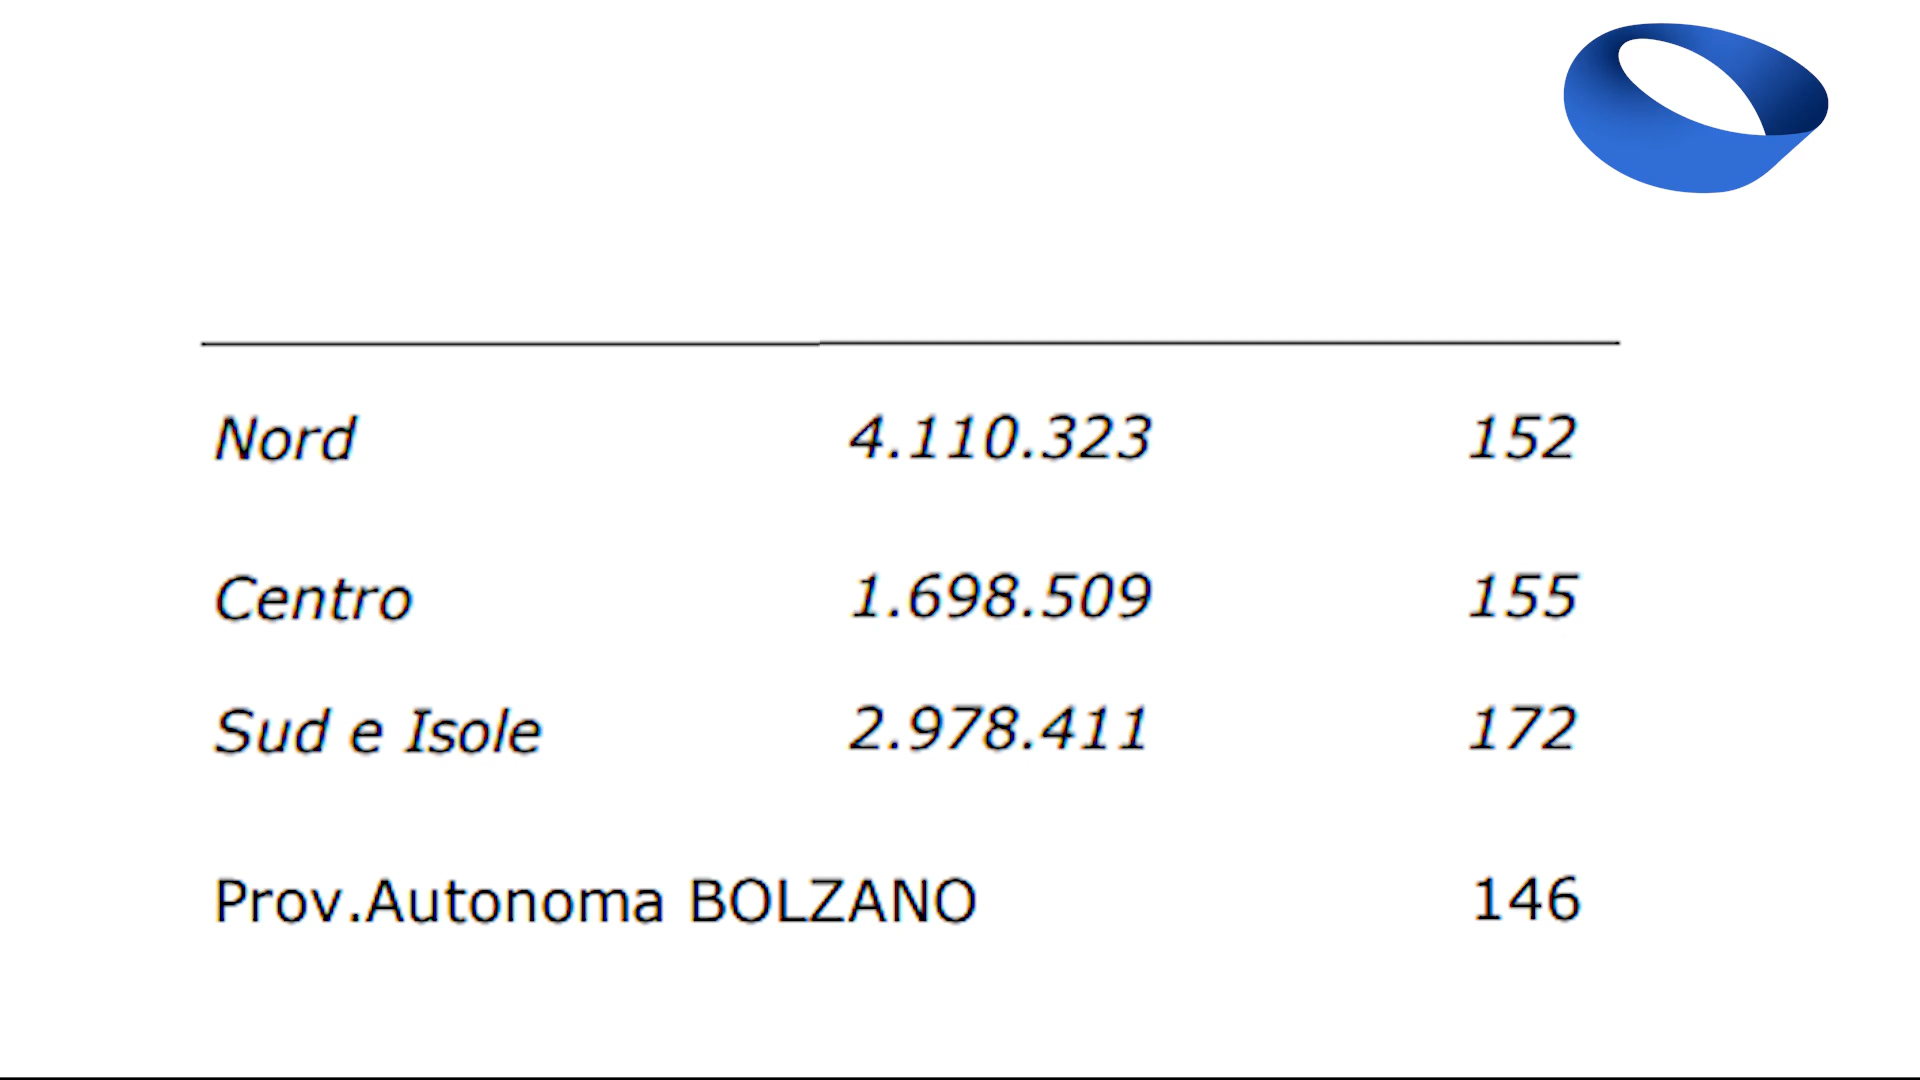 Nord 4.110.323 152
Centro 1.698.509 155
Sud e Isole 2.978.411 172
Prov.Autonoma BOLZANO 146